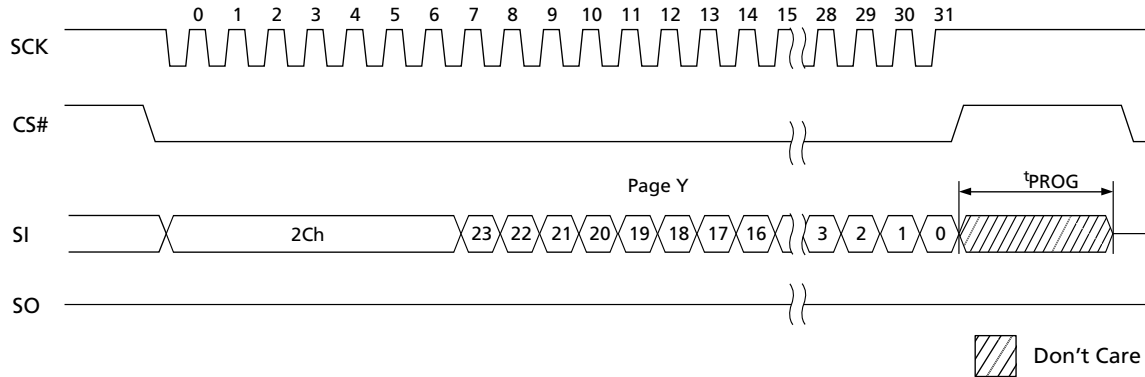 0 1 2 3 4 5 6 7 8 9 10 11 12 13 14 15 28 29 30 31
SCK
CS#
Page Y
tPROG
SI 2Ch 23 22 21 20 19 18 17 16 3 2 1 0
SO
Don't Care